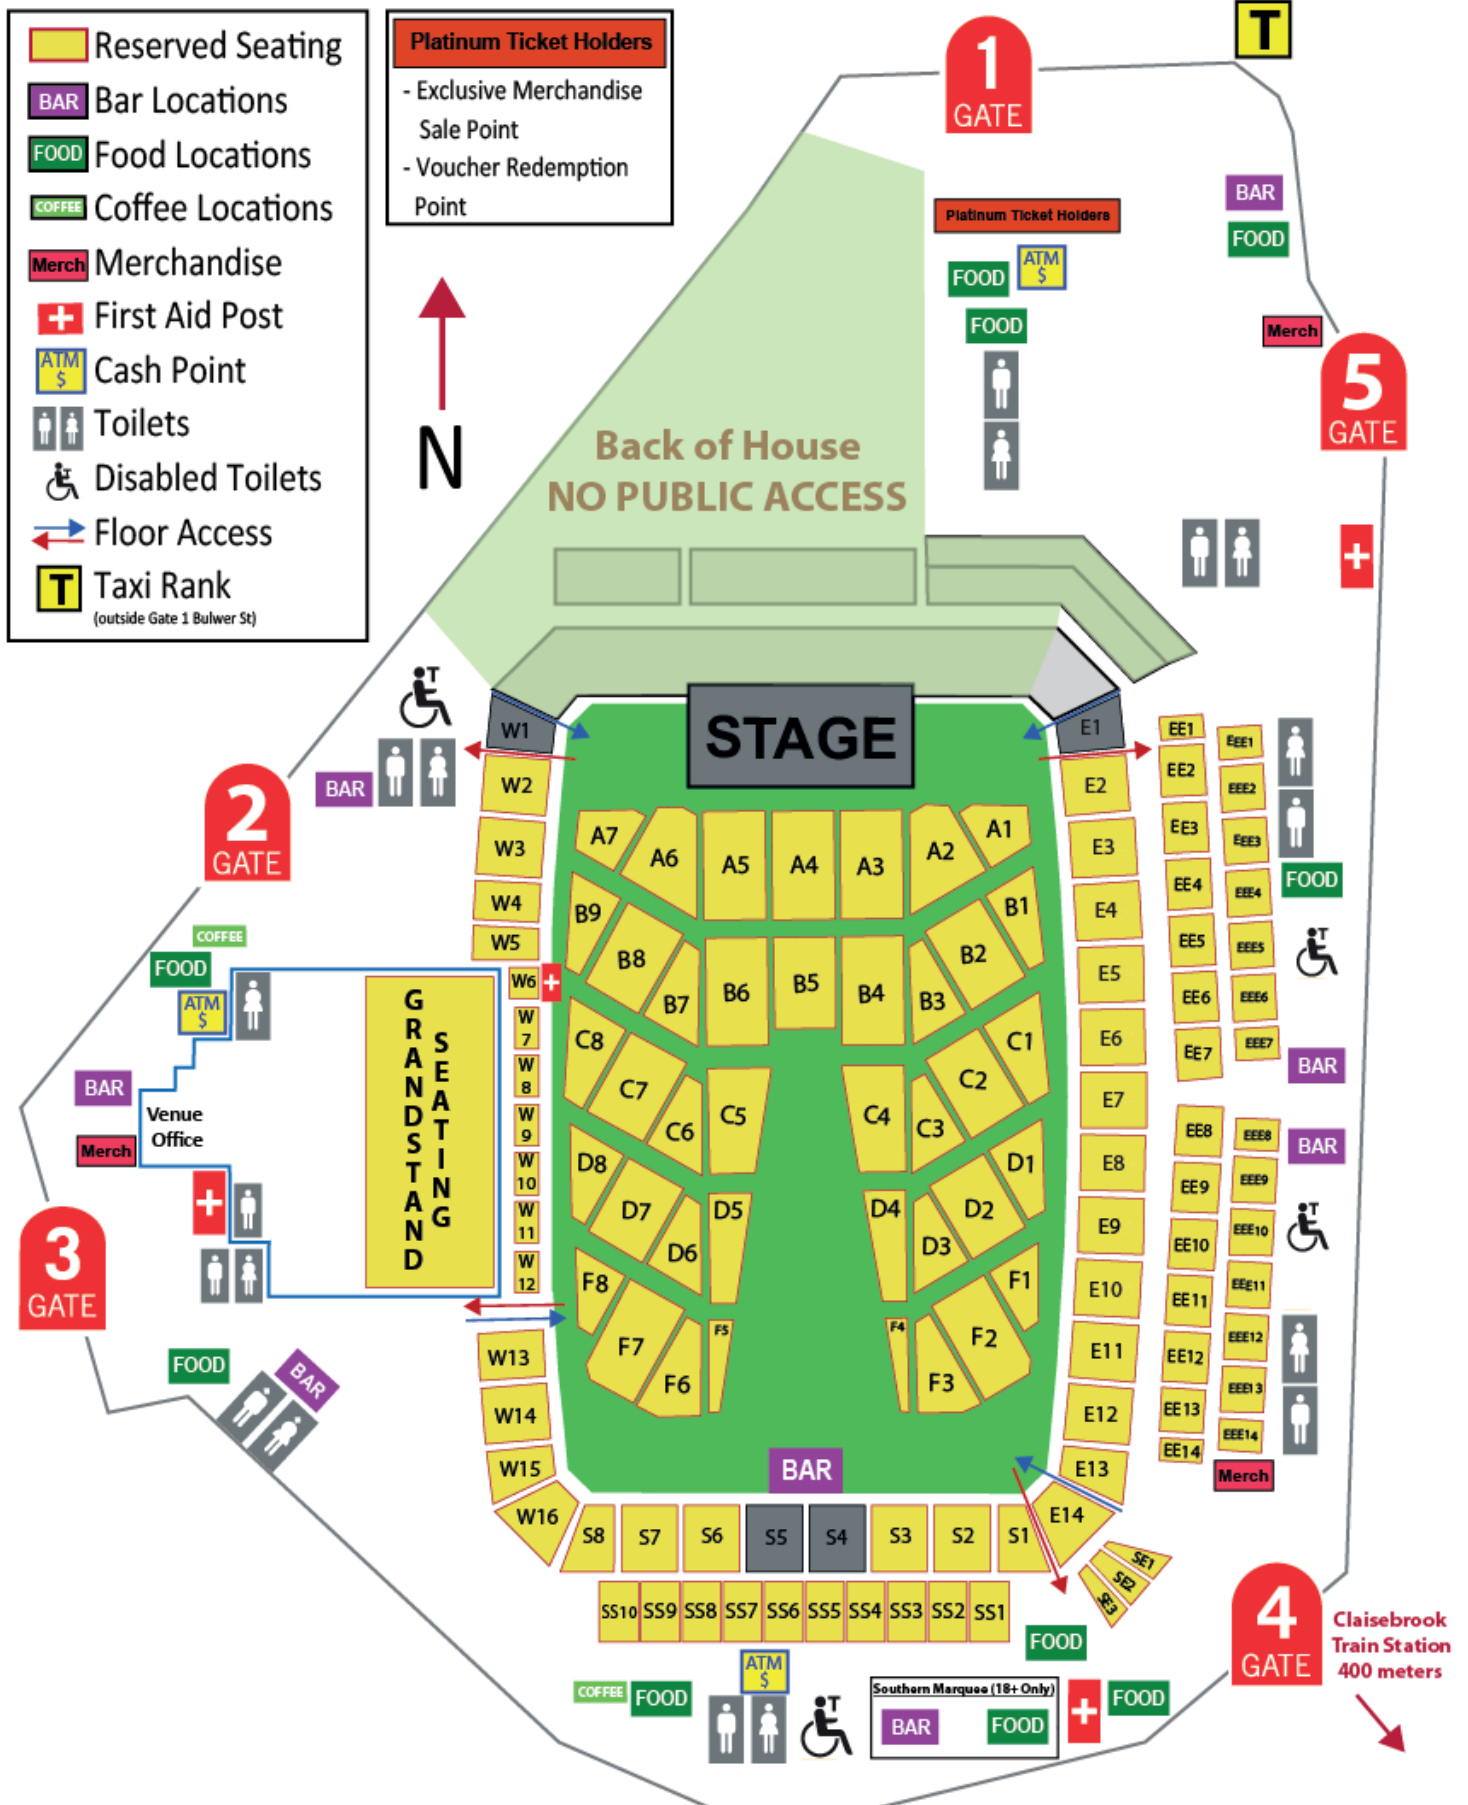 Reserved Seating
BAR Bar Locations
FOOD Food Locations
COFFEE Coffee Locations
Merch Merchandise
First Aid Post
ATM
$
Cash Point
Toilets
T
Disabled Toilets
Floor Access
T Taxi Rank
(outside Gate 1 Bulwer St)
Platinum Ticket Holders
- Exclusive Merchandise
Sale Point
- Voucher Redemption
Point
N
1
GATE
T
BAR
FOOD
Merch
5
GATE
Platinum Ticket Holders
FOOD
ATM
$
FOOD
Back of House
NO PUBLIC ACCESS
T
BAR
2
GATE
COFFEE
FOOD
ATM
$
BAR
Merch
Venue
Office
GRANDSTAND
SEATING
3
GATE
FOOD
BAR
STAGE
W1
W2
W3
W4
W5
W6
W
7
W
8
W
9
W
10
W
11
W
12
W13
W14
W15
W16
A7
A6
A5
A4
A3
A2
A1
B9
B8
B7
B6
B5
B4
B3
B2
B1
C8
C7
C6
C5
C4
C3
C2
C1
D8
D7
D6
D5
D4
D3
D2
D1
F8
F7
F6
F5
F4
F3
F2
F1
BAR
E1
E2
E3
E4
E5
E6
E7
E8
E9
E10
E11
E12
E13
E14
EE1
EE2
EE3
EE4
EE5
EE6
EE7
EE8
EE9
EE10
EE11
EE12
EE13
EE14
EEE1
EEE2
EEE3
EEE4
EEE5
EEE6
EEE7
EEE8
EEE9
EEE10
EEE11
EEE12
EEE13
EEE14
FOOD
T
BAR
BAR
T
Merch
S8
S7
S6
S5
S4
S3
S2
S1
SE1
SE2
SE3
SS10
SS9
SS8
SS7
SS6
SS5
SS4
SS3
SS2
SS1
FOOD
ATM
$
COFFEE
FOOD
T
Southern Marquee (18+ Only)
BAR
FOOD
FOOD
4
GATE
Claisebrook
Train Station
400 meters